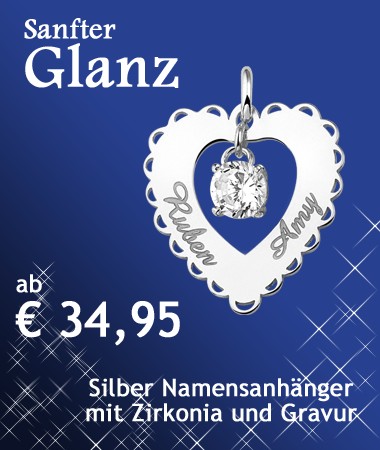 Sanfter
Glanz
Ruben
Amy
ab
€ 34,95
Silber Namensanhänger
mit Zirkonia und Gravur